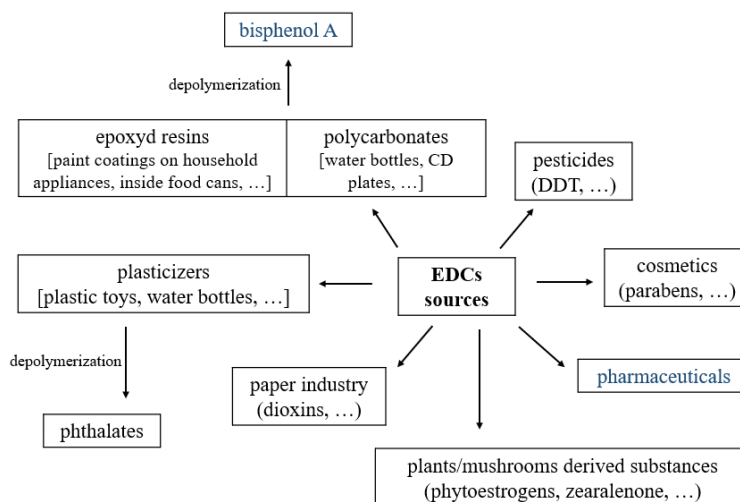 bisphenol A
depolymerization
epoxyd resins
[paint coatings on household
appliances, inside food cans, …]
polycarbonates
[water bottles, CD
plates, …]
pesticides
(DDT, …)
plasticizers
[plastic toys, water bottles, …]
EDCs
sources
cosmetics
(parabens, …)
depolymerization
paper industry
(dioxins, …)
pharmaceuticals
phthalates
plants/mushrooms derived substances
(phytoestrogens, zearalenone, …)